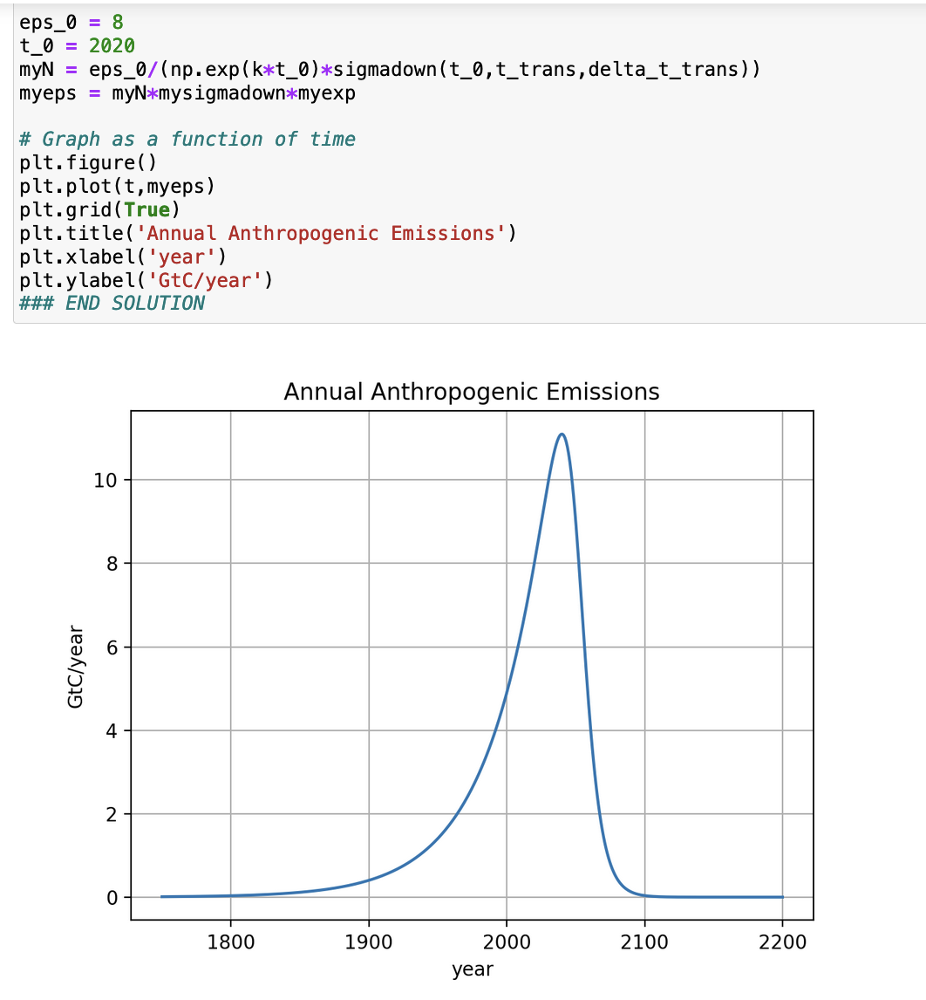 eps_0 = 8
t_0 = 2020
myN = eps_0/(np.exp(k*t_0)*sigmadown(t_0,t_trans,delta_t_trans))
myeps = myN*mysigmadown*myexp
# Graph as a function of time
plt.figure()
plt.plot(t,myeps)
plt.grid(True)
plt.title('Annual Anthropogenic Emissions')
plt.xlabel('year')
plt.ylabel('GtC/year')
### END SOLUTION
Annual Anthropogenic Emissions
10
8
6
4
2
0
GtC/year
1800 1900 2000 2100 2200
year